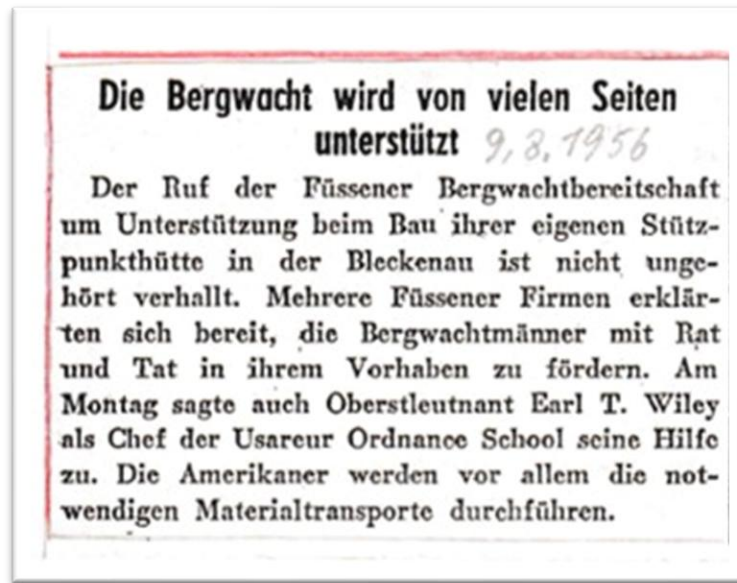 Die Bergwacht wird von vielen Seiten
unterstützt 9,8.1956
Der Ruf der Füssener Bergwachtbereitschaft
um Unterstützung beim Bau ihrer eigenen Stütz-
punkthütte in der Bleckenau ist nicht unge-
hört verhallt. Mehrere Füssener Firmen erklär-
ten sich bereit, die Bergwachtmänner mit Rat
und Tat in ihrem Vorhaben zu fördern. Am
Montag sagte auch Oberstleutnant Earl T. Wiley
als Chef der Usareur Ordnance School seine Hilfe
zu. Die Amerikaner werden vor allem die not-
wendigen Materialtransporte durchführen.